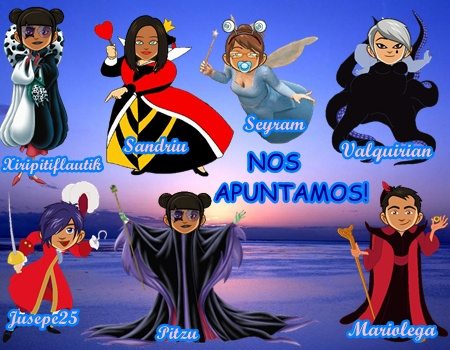 Xiripitiflautik
Sandriu
Seyram
Valquirian
NOS
APUNTAMOS!
Jusepe25
Pitzu
Mariolega